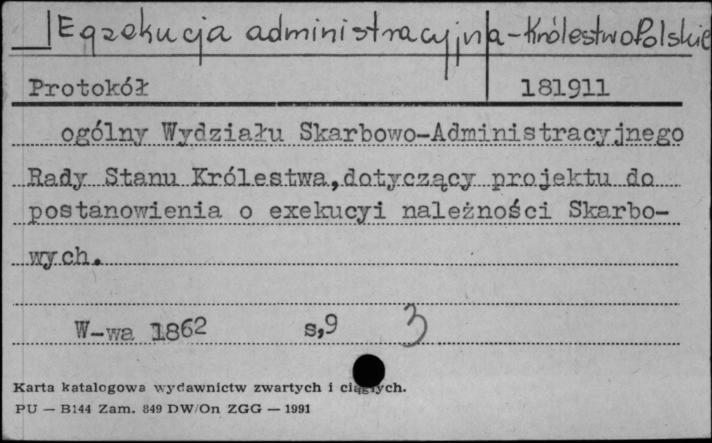 Egzekucja administracyjna - Królestwo Polskie
Protokół 181911
ogólny Wydziału Skarbowo-Administracyjnego
Rady Stanu Królestwa, dotyczący projektu do
postanowienia o exekucyi należności Skarbo-
wych.
W-wa 1862 s,9 3
Karta katalogowa wydawnictw zwartych i ciągłych.
PU — B144 Zam. 849 DW/On ZGG — 1991